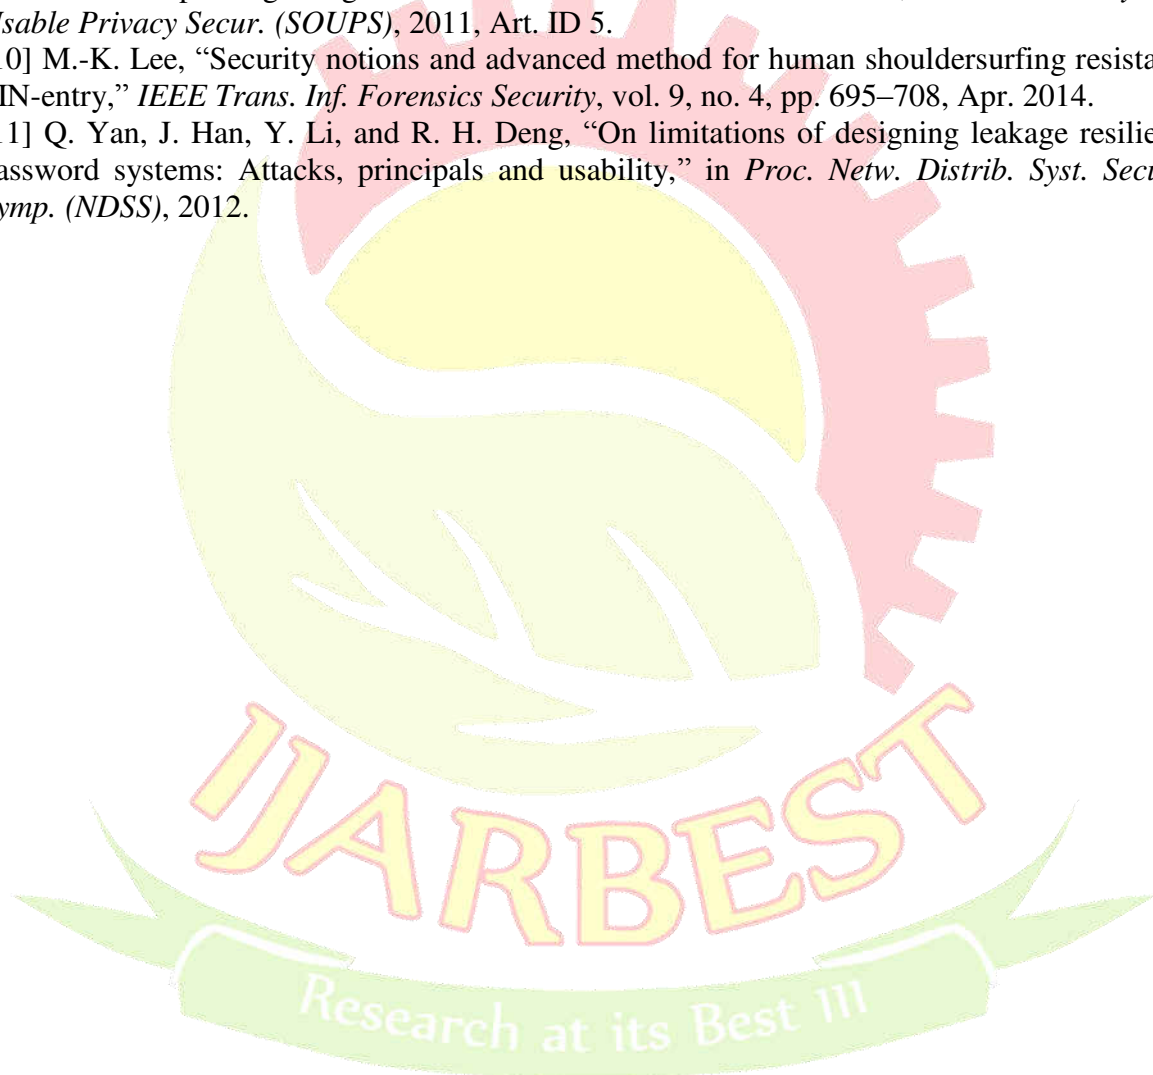 Usable Privacy Secur. (SOUPS), 2011, Art. ID 5.
10] M.-K. Lee, “Security notions and advanced method for human shouldersurfing resista
IN-entry,” IEEE Trans. Inf. Forensics Security, vol. 9, no. 4, pp. 695–708, Apr. 2014.
11] Q. Yan, J. Han, Y. Li, and R. H. Deng, “On limitations of designing leakage resilie
assword systems: Attacks, principals and usability,” in Proc. Netw. Distrib. Syst. Secu
ymp. (NDSS), 2012.
IJARBEST
Research at its Best !!!